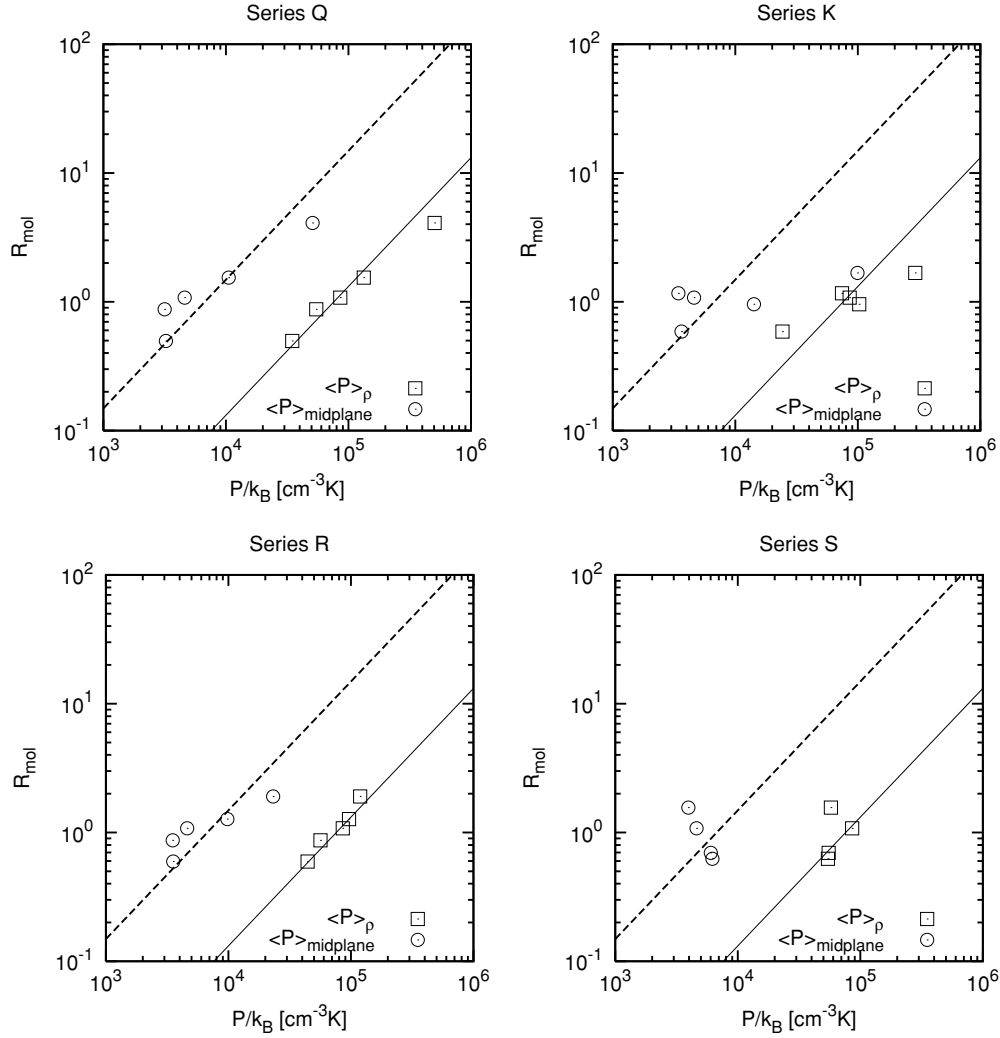 Series Q
10^2
10^1
10^0
10^-1
R_mol
<P>_ρ
<P>_midplane
10^3 10^4 10^5 10^6
P/k_B [cm^-3K]
Series K
10^2
10^1
10^0
10^-1
R_mol
<P>_ρ
<P>_midplane
10^3 10^4 10^5 10^6
P/k_B [cm^-3K]
Series R
10^2
10^1
10^0
10^-1
R_mol
<P>_ρ
<P>_midplane
10^3 10^4 10^5 10^6
P/k_B [cm^-3K]
Series S
10^2
10^1
10^0
10^-1
R_mol
<P>_ρ
<P>_midplane
10^3 10^4 10^5 10^6
P/k_B [cm^-3K]